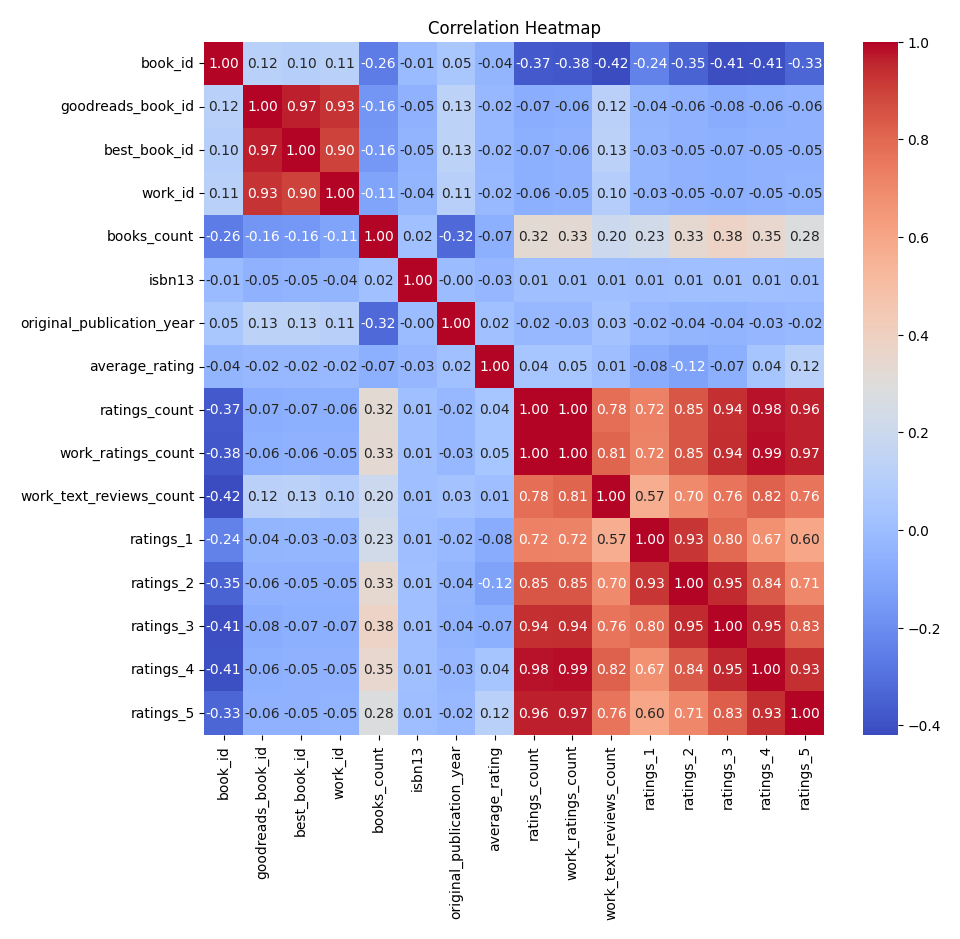 Correlation Heatmap
book_id 1.00 0.12 0.10 0.11 -0.26 -0.01 0.05 -0.04 -0.37 -0.38 -0.42 -0.24 -0.35 -0.41 -0.41 -0.33
goodreads_book_id 0.12 1.00 0.97 0.93 -0.16 -0.05 0.13 -0.02 -0.07 -0.06 0.12 -0.04 -0.06 -0.08 -0.06 -0.06
best_book_id 0.10 0.97 1.00 0.90 -0.16 -0.05 0.13 -0.02 -0.07 -0.06 0.13 -0.03 -0.05 -0.07 -0.05 -0.05
work_id 0.11 0.93 0.90 1.00 -0.11 -0.04 0.11 -0.02 -0.06 -0.05 0.10 -0.03 -0.05 -0.07 -0.05 -0.05
books_count -0.26 -0.16 -0.16 -0.11 1.00 0.02 -0.32 -0.07 0.32 0.33 0.20 0.23 0.33 0.38 0.35 0.28
isbn13 -0.01 -0.05 -0.05 -0.04 0.02 1.00 -0.00 -0.03 0.01 0.01 0.01 0.01 0.01 0.01 0.01 0.01
original_publication_year 0.05 0.13 0.13 0.11 -0.32 -0.00 1.00 0.02 -0.02 -0.03 0.03 -0.02 -0.04 -0.04 -0.03 -0.02
average_rating -0.04 -0.02 -0.02 -0.02 -0.07 -0.03 0.02 1.00 0.04 0.05 0.01 -0.08 -0.12 -0.07 0.04 0.12
ratings_count -0.37 -0.07 -0.07 -0.06 0.32 0.01 -0.02 0.04 1.00 1.00 0.78 0.72 0.85 0.94 0.98 0.96
work_ratings_count -0.38 -0.06 -0.06 -0.05 0.33 0.01 -0.03 0.05 1.00 1.00 0.81 0.72 0.85 0.94 0.99 0.97
work_text_reviews_count -0.42 0.12 0.13 0.10 0.20 0.01 0.03 0.01 0.78 0.81 1.00 0.57 0.70 0.76 0.82 0.76
ratings_1 -0.24 -0.04 -0.03 -0.03 0.23 0.01 -0.02 -0.08 0.72 0.72 0.57 1.00 0.93 0.80 0.67 0.60
ratings_2 -0.35 -0.06 -0.05 -0.05 0.33 0.01 -0.04 -0.12 0.85 0.85 0.70 0.93 1.00 0.95 0.84 0.71
ratings_3 -0.41 -0.08 -0.07 -0.07 0.38 0.01 -0.04 -0.07 0.94 0.94 0.76 0.80 0.95 1.00 0.95 0.83
ratings_4 -0.41 -0.06 -0.05 -0.05 0.35 0.01 -0.03 0.04 0.98 0.99 0.82 0.67 0.84 0.95 1.00 0.93
ratings_5 -0.33 -0.06 -0.05 -0.05 0.28 0.01 -0.02 0.12 0.96 0.97 0.76 0.60 0.71 0.83 0.93 1.00
book_id
goodreads_book_id
best_book_id
work_id
books_count
isbn13
original_publication_year
average_rating
ratings_count
work_ratings_count
work_text_reviews_count
ratings_1
ratings_2
ratings_3
ratings_4
ratings_5
1.0
0.8
0.6
0.4
0.2
0.0
−0.2
−0.4